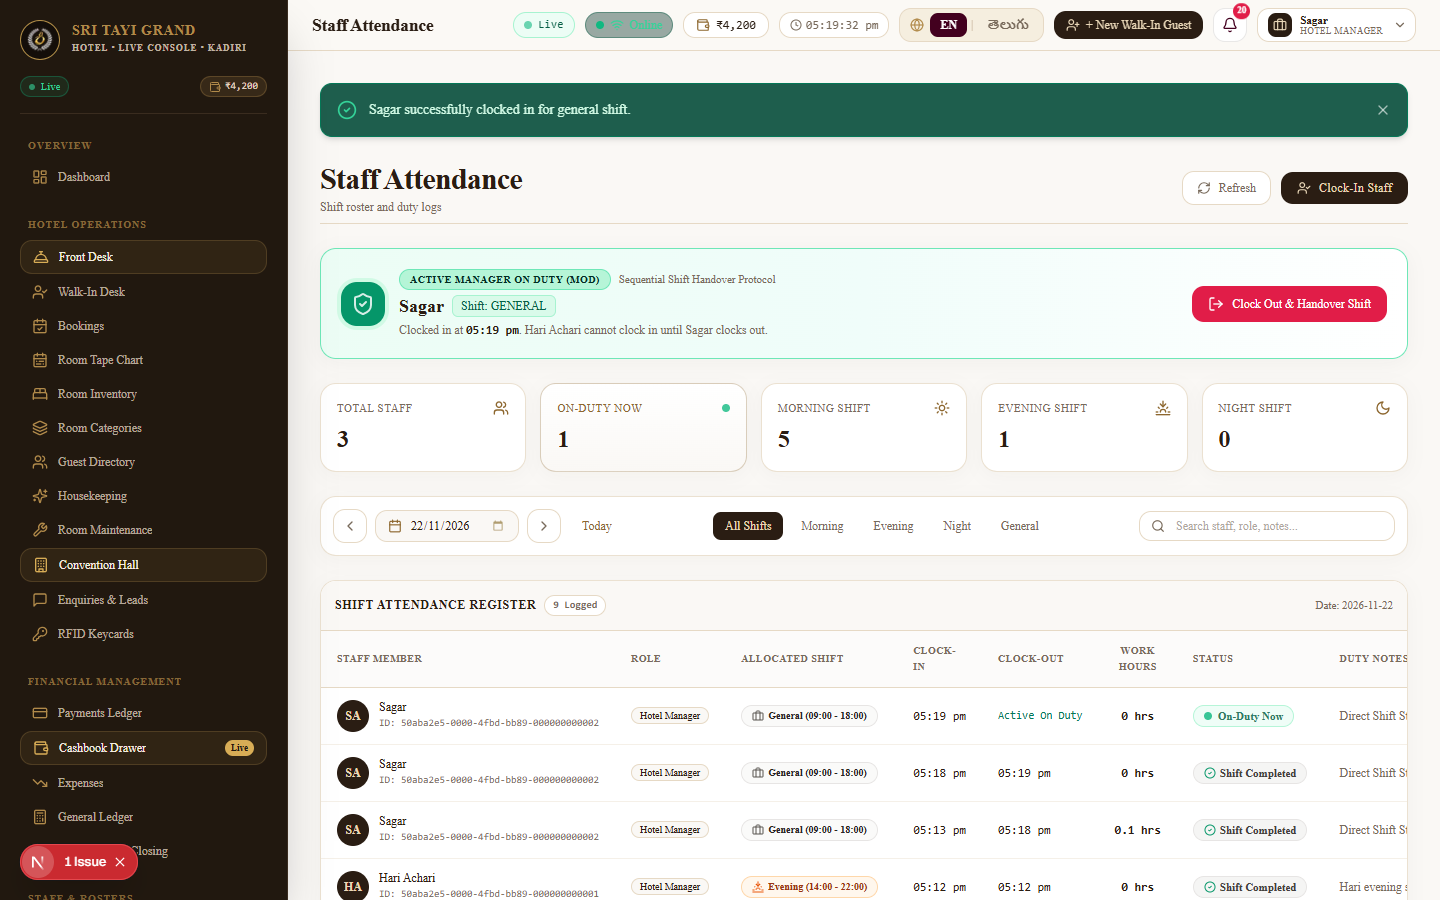 SRI TAYI GRAND
HOTEL • LIVE CONSOLE • KADIRI
Live
₹4,200
OVERVIEW
Dashboard
HOTEL OPERATIONS
Front Desk
Walk-In Desk
Bookings
Room Tape Chart
Room Inventory
Room Categories
Guest Directory
Housekeeping
Room Maintenance
Convention Hall
Enquiries & Leads
RFID Keycards
FINANCIAL MANAGEMENT
Payments Ledger
Cashbook Drawer
Live
Expenses
General Ledger
Closing
1 Issue
STAFF & ROSTERS
Staff Attendance
Live
Online
₹4,200
05:19:32 pm
EN
తెలుగు
+ New Walk-In Guest
20
Sagar
HOTEL MANAGER
Sagar successfully clocked in for general shift.
Staff Attendance
Shift roster and duty logs
Refresh
Clock-In Staff
ACTIVE MANAGER ON DUTY (MOD)
Sequential Shift Handover Protocol
Sagar
Shift: GENERAL
Clocked in at 05:19 pm. Hari Achari cannot clock in until Sagar clocks out.
Clock Out & Handover Shift
TOTAL STAFF
3
ON-DUTY NOW
1
MORNING SHIFT
5
EVENING SHIFT
1
NIGHT SHIFT
0
22/11/2026
Today
All Shifts
Morning
Evening
Night
General
Search staff, role, notes...
SHIFT ATTENDANCE REGISTER
9 Logged
Date: 2026-11-22
STAFF MEMBER
ROLE
ALLOCATED SHIFT
CLOCK-
IN
CLOCK-OUT
WORK
HOURS
STATUS
DUTY NOTES
SA
Sagar
ID: 50aba2e5-0000-4fbd-bb89-000000000002
Hotel Manager
General (09:00 - 18:00)
05:19 pm
Active On Duty
0 hrs
On-Duty Now
Direct Shift St
SA
Sagar
ID: 50aba2e5-0000-4fbd-bb89-000000000002
Hotel Manager
General (09:00 - 18:00)
05:18 pm
05:19 pm
0 hrs
Shift Completed
Direct Shift St
SA
Sagar
ID: 50aba2e5-0000-4fbd-bb89-000000000002
Hotel Manager
General (09:00 - 18:00)
05:13 pm
05:18 pm
0.1 hrs
Shift Completed
Direct Shift St
HA
Hari Achari
ID: 50aba2e5-0000-4fbd-bb89-000000000001
Hotel Manager
Evening (14:00 - 22:00)
05:12 pm
05:12 pm
0 hrs
Shift Completed
Hari evening s